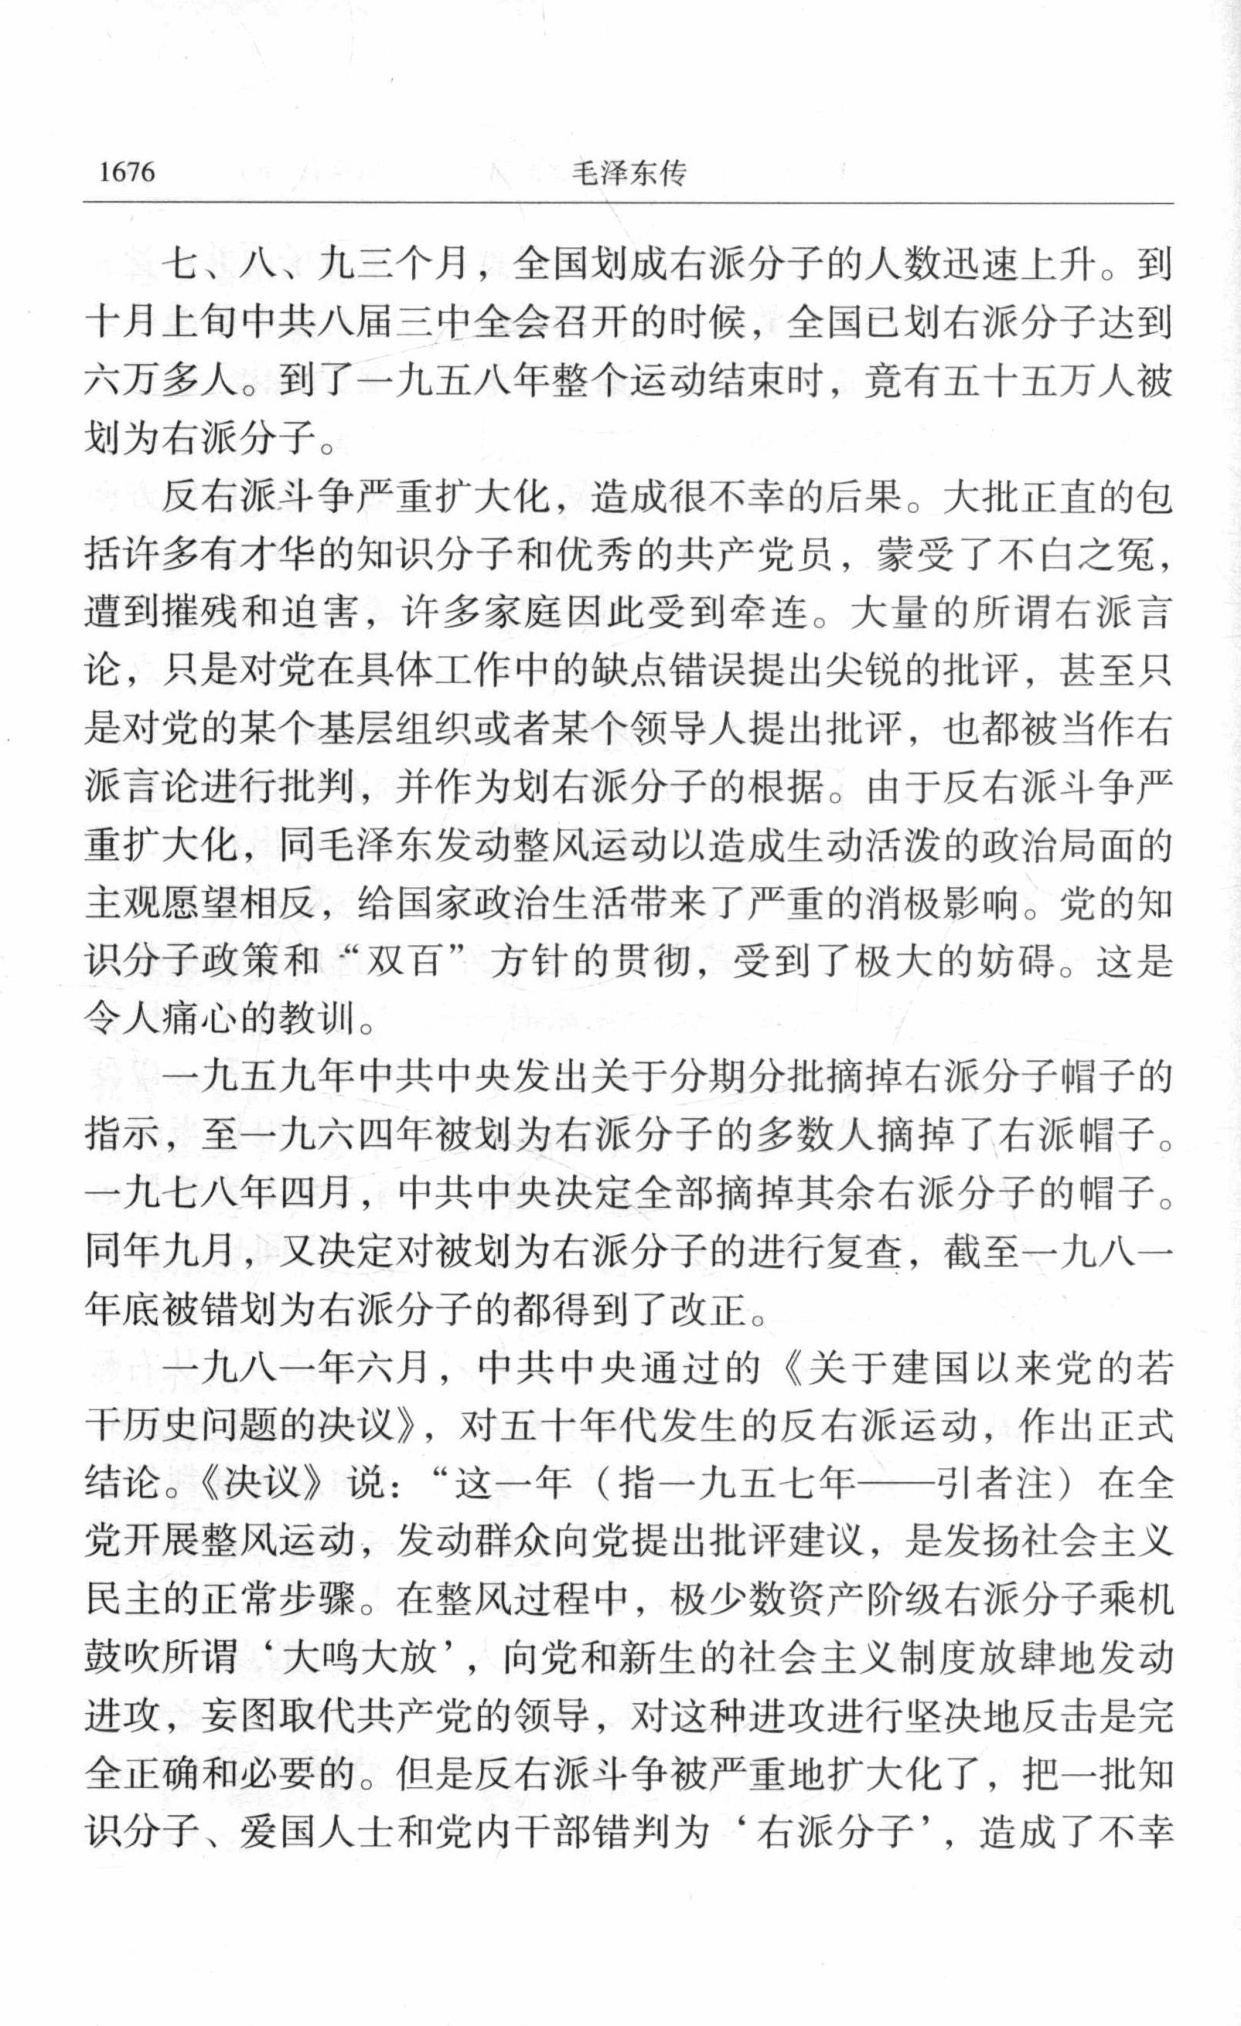 1676 毛泽东传
七、八、九三个月，全国划成右派分子的人数迅速上升。到
十月上旬中共八届三中全会召开的时候，全国已划右派分子达到
六万多人。到了一九五八年整个运动结束时，竟有五十五万人被
划为右派分子。
反右派斗争严重扩大化，造成很不幸的后果。大批正直的包
括许多有才华的知识分子和优秀的共产党员，蒙受了不白之冤，
遭到摧残和迫害，许多家庭因此受到牵连。大量的所谓右派言
论，只是对党在具体工作中的缺点错误提出尖锐的批评，甚至只
是对党的某个基层组织或者某个领导人提出批评，也都被当作右
派言论进行批判，并作为划右派分子的根据。由于反右派斗争严
重扩大化，同毛泽东发动整风运动以造成生动活泼的政治局面的
主观愿望相反，给国家政治生活带来了严重的消极影响。党的知
识分子政策和“双百”方针的贯彻，受到了极大的妨碍。这是
令人痛心的教训。
一九五九年中共中央发出关于分期分批摘掉右派分子帽子的
指示，至一九六四年被划为右派分子的多数人摘掉了右派帽子。
一九七八年四月，中共中央决定全部摘掉其余右派分子的帽子。
同年九月，又决定对被划为右派分子的进行复查，截至一九八一
年底被错划为右派分子的都得到了改正。
一九八一年六月，中共中央通过的《关于建国以来党的若
干历史问题的决议》，对五十年代发生的反右派运动，作出正式
结论。《决议》说：“这一年（指一九五七年——引者注）在全
党开展整风运动，发动群众向党提出批评建议，是发扬社会主义
民主的正常步骤。在整风过程中，极少数资产阶级右派分子乘机
鼓吹所谓‘大鸣大放’，向党和新生的社会主义制度放肆地发动
进攻，妄图取代共产党的领导，对这种进攻进行坚决地反击是完
全正确和必要的。但是反右派斗争被严重地扩大化了，把一批知
识分子、爱国人士和党内干部错判为‘右派分子’，造成了不幸